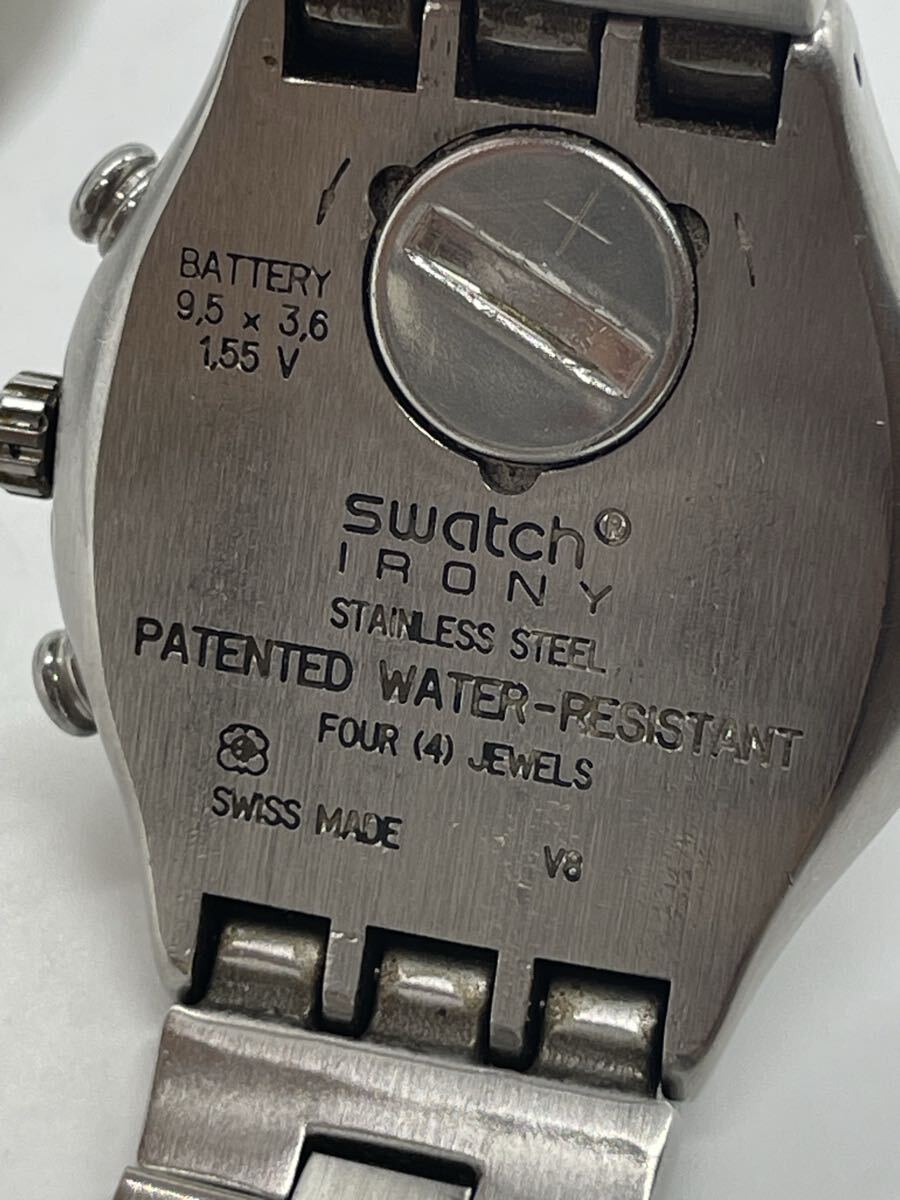 BATTERY
9,5 x 3,6
1,55 V
+
swatch®
IRONY
STAINLESS STEEL
PATENTED WATER-RESISTANT
FOUR (4) JEWELS
SWISS MADE
V8